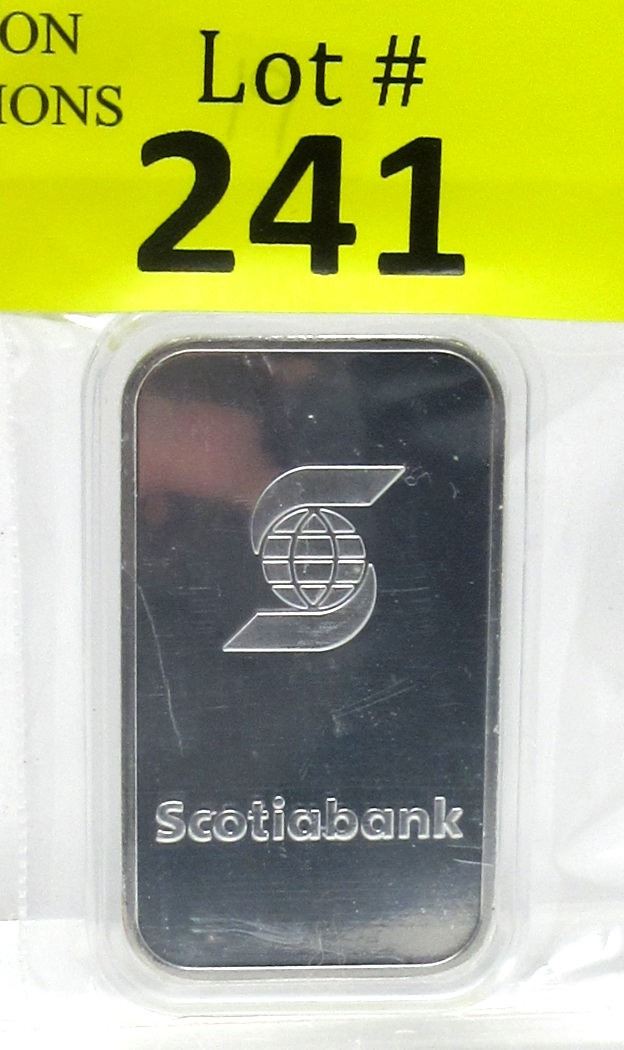 ON
IONS
Lot #
241
Scotiabank